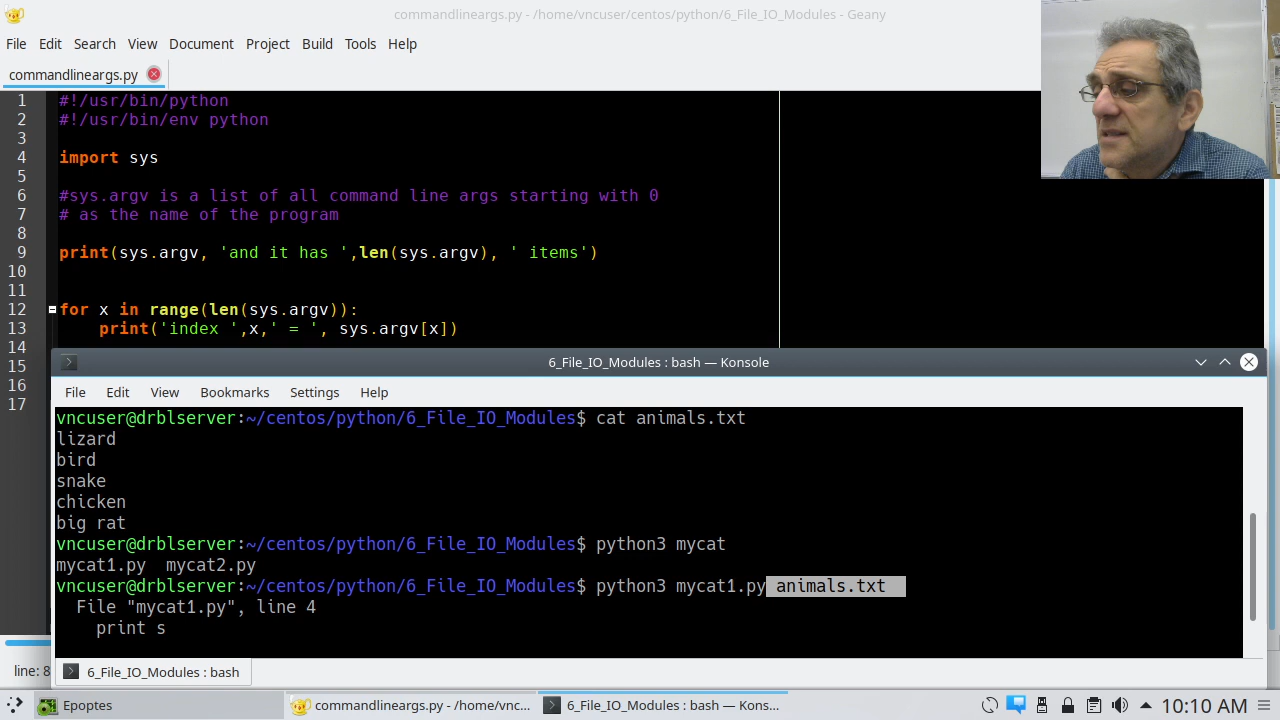 commandlineargs.py - /home/vncuser/centos/python/6_File_IO_Modules - Geany
File Edit Search View Document Project Build Tools Help
commandlineargs.py
1 #!/usr/bin/python
2 #!/usr/bin/env python
3
4 import sys
5
6 #sys.argv is a list of all command line args starting with 0
7 # as the name of the program
8
9 print(sys.argv, 'and it has ',len(sys.argv), ' items')
10
11
12 for x in range(len(sys.argv)):
13 print('index ',x,' = ', sys.argv[x])
14
15
16
17
6_File_IO_Modules : bash — Konsole
File Edit View Bookmarks Settings Help
vncuser@drblserver:~/centos/python/6_File_IO_Modules$ cat animals.txt
lizard
bird
snake
chicken
big rat
vncuser@drblserver:~/centos/python/6_File_IO_Modules$ python3 mycat
mycat1.py mycat2.py
vncuser@drblserver:~/centos/python/6_File_IO_Modules$ python3 mycat1.py animals.txt
File "mycat1.py", line 4
print s
line: 8
6_File_IO_Modules : bash
Epoptes
commandlineargs.py - /home/vnc...
6_File_IO_Modules : bash — Kons...
10:10 AM